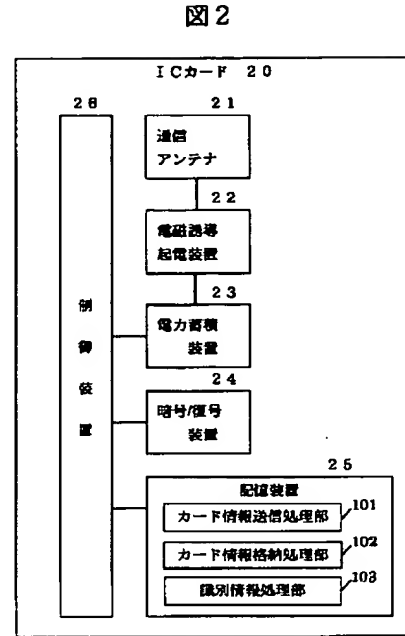 図2
ICカード 20
26
21
通信
アンテナ
22
電磁誘導
起電装置
23
電力蓄積
装置
制
御
装
置
24
暗号/復号
装置
25
記憶装置
カード情報送信処理部
101
カード情報格納処理部
102
識別情報処理部
103